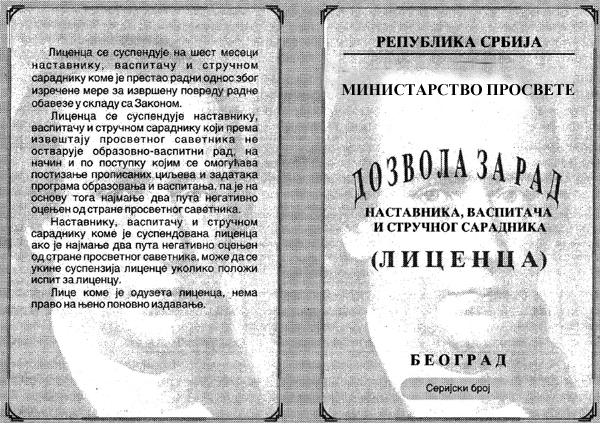 Лиценца се суспендује на шест месеци
наставнику, васпитачу и стручном
сараднику коме је престао радни однос због
изречене мере за извршену повреду радне
обавезе у складу са Законом.
Лиценца се суспендује наставнику,
васпитачу и стручном сараднику који према
извештају просветног саветника не
остварује образовно-васпитни рад, на
начин и по поступку којим се омогућава
постизање прописаних циљева и задатака
програма образовања и васпитања, па је на
основу тога најмање два пута негативно
оцењен од стране просветног саветника.
Наставнику, васпитачу и стручном
сараднику коме је суспендована лиценца
ако је најмање два пута негативно оцењен
од стране просветног саветника, може да се
укине суспензија лиценце уколико положи
испит за лиценцу.
Лице коме је одузета лиценца, нема
право на њено поновно издавање.
РЕПУБЛИКА СРБИЈА
МИНИСТАРСТВО ПРОСВЕТЕ
ДОЗВОЛА ЗА РАД
НАСТАВНИКА, ВАСПИТАЧА
И СТРУЧНОГ САРАДНИКА
(ЛИЦЕНЦА)
БЕОГРАД
Серијски број